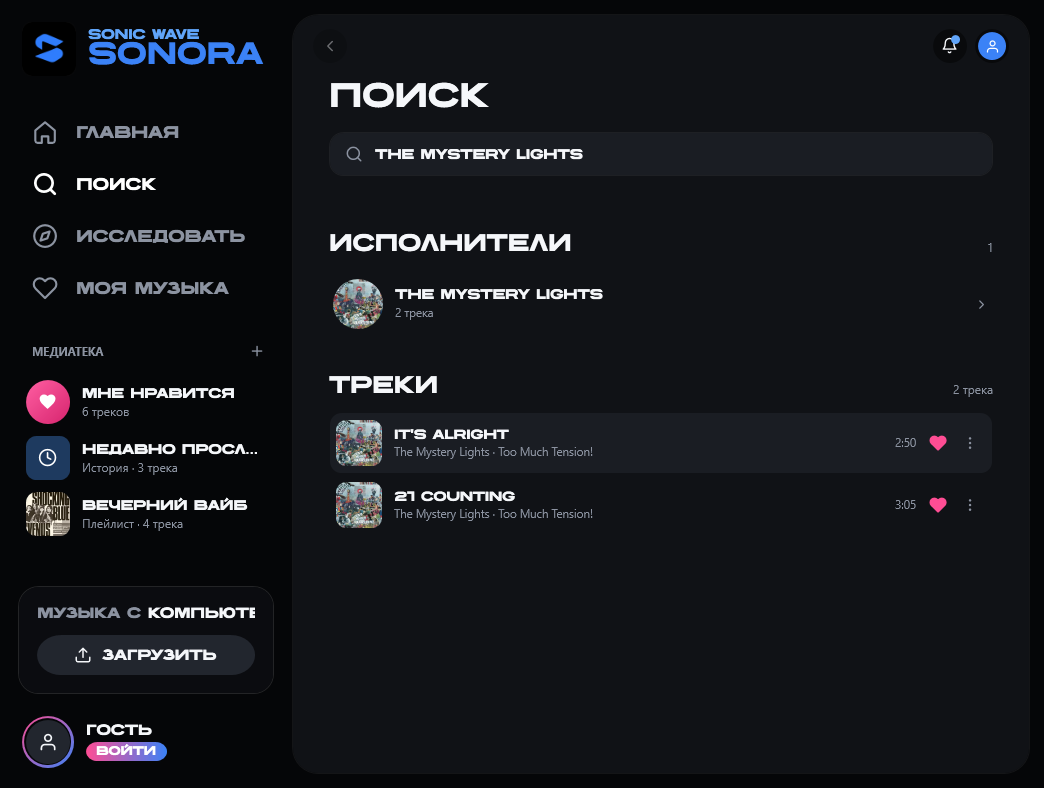 SONIC WAVE
SONORA
ГЛАВНАЯ
ПОИСК
ИССЛЕДОВАТЬ
МОЯ МУЗЫКА
МЕДИАТЕКА
МНЕ НРАВИТСЯ
6 треков
НЕДАВНО ПРОСЛ...
История · 3 трека
ВЕЧЕРНИЙ ВАЙБ
Плейлист · 4 трека
МУЗЫКА С КОМПЬЮТЕ
ЗАГРУЗИТЬ
ГОСТЬ
ВОЙТИ
ПОИСК
THE MYSTERY LIGHTS
ИСПОЛНИТЕЛИ
1
THE MYSTERY LIGHTS
2 трека
ТРЕКИ
2 трека
IT'S ALRIGHT
The Mystery Lights · Too Much Tension!
2:50
21 COUNTING
The Mystery Lights · Too Much Tension!
3:05